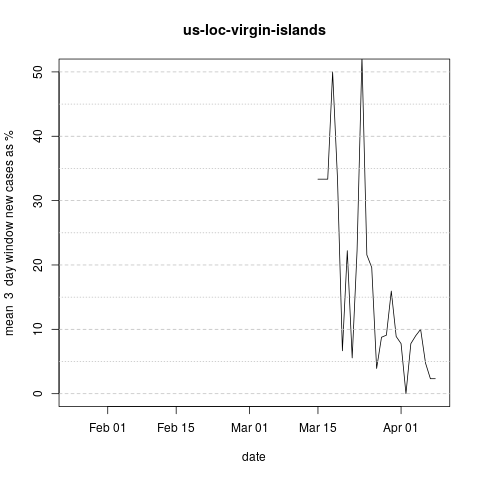 us-loc-virgin-islands
mean 3 day window new cases as %
50
40
30
20
10
0
Feb 01
Feb 15
Mar 01
Mar 15
Apr 01
date